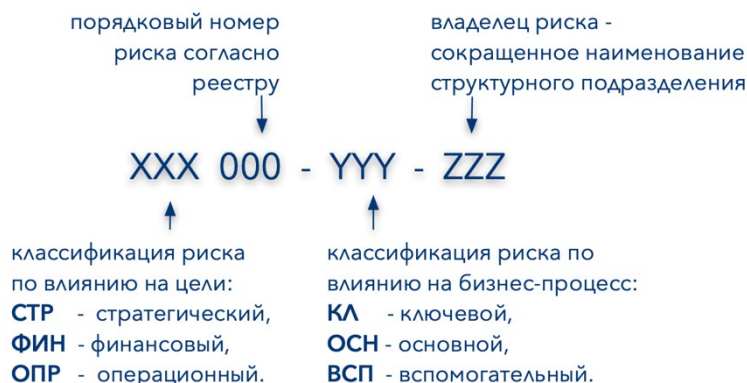 порядковый номер
риска согласно
реестру
владелец риска -
сокращенное наименование
структурного подразделения
XXX 000 - YYY - ZZZ
классификация риска
по влиянию на цели:
СТР - стратегический,
ФИН - финансовый,
ОПР - операционный.
классификация риска по
влиянию на бизнес-процесс:
КЛ - ключевой,
ОСН - основной,
ВСП - вспомогательный.